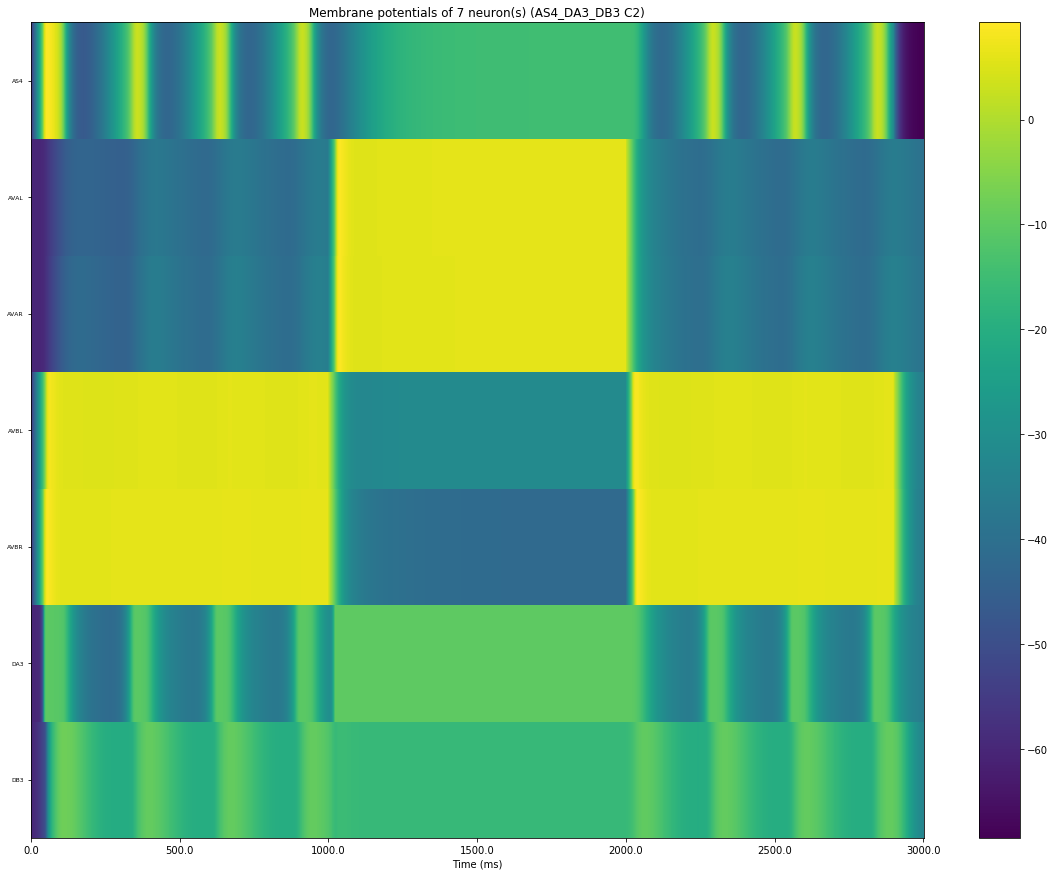 Membrane potentials of 7 neuron(s) (AS4_DA3_DB3 C2)
AS4
AVAL
AVAR
AVBL
AVBR
DA3
DB3
0.0 500.0 1000.0 1500.0 2000.0 2500.0 3000.0
Time (ms)
0
−10
−20
−30
−40
−50
−60